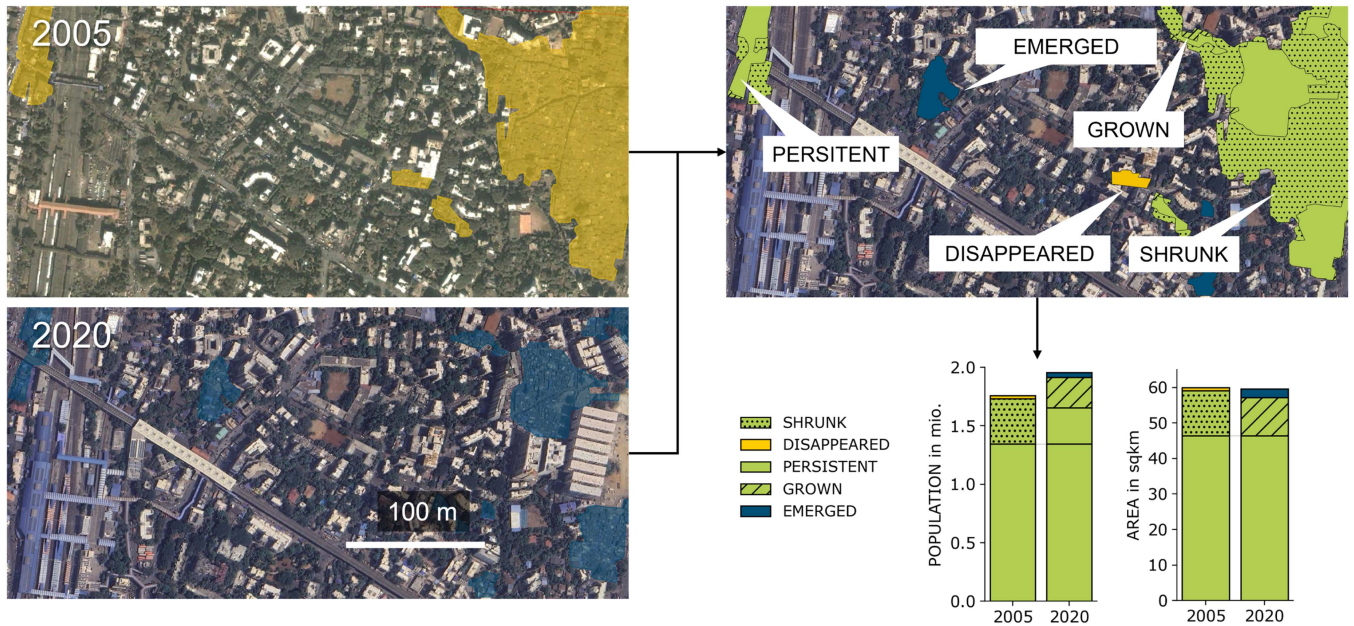 2005
2020
100 m
EMERGED
GROWN
PERSITENT
DISAPPEARED
SHRUNK
SHRUNK
DISAPPEARED
PERSISTENT
GROWN
EMERGED
POPULATION in mio.
2.0
1.5
1.0
0.5
0.0
2005
2020
AREA in sqkm
60
50
40
30
20
10
0
2005
2020